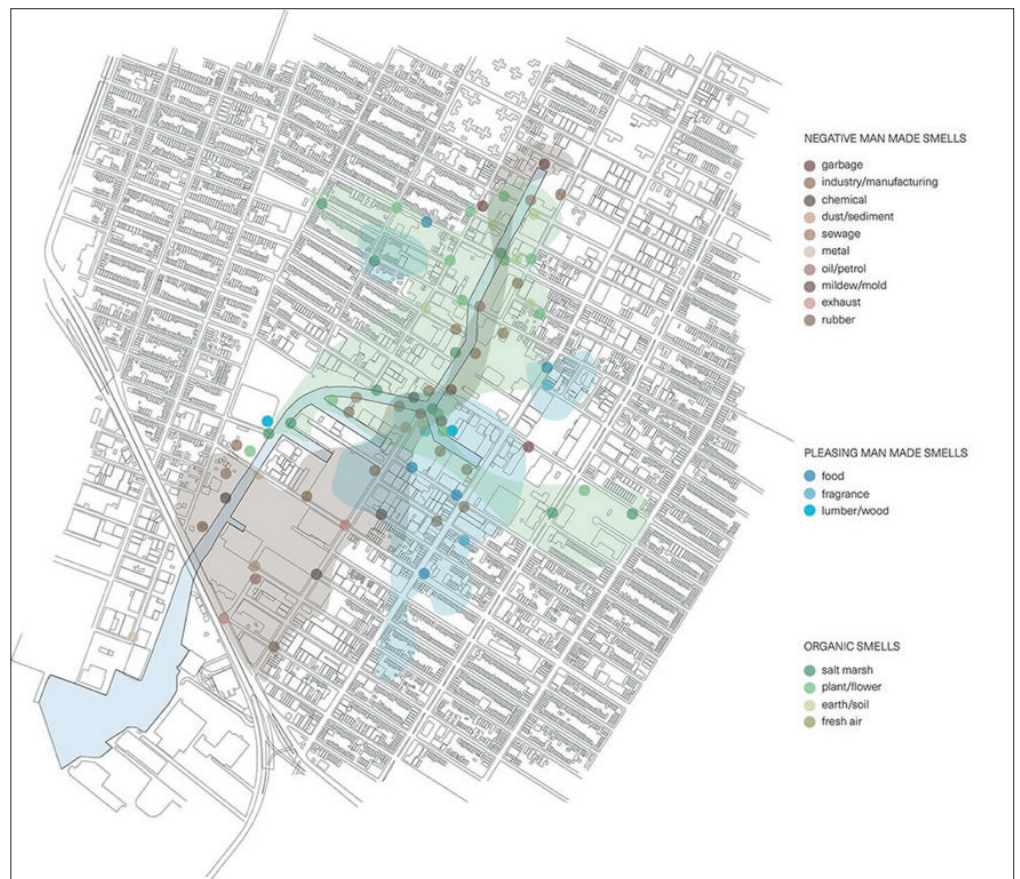 NEGATIVE MAN MADE SMELLS
garbage
industry/manufacturing
chemical
dust/sediment
sewage
metal
oil/petrol
mildew/mold
exhaust
rubber
PLEASING MAN MADE SMELLS
food
fragrance
lumber/wood
ORGANIC SMELLS
salt marsh
plant/flower
earth/soil
fresh air